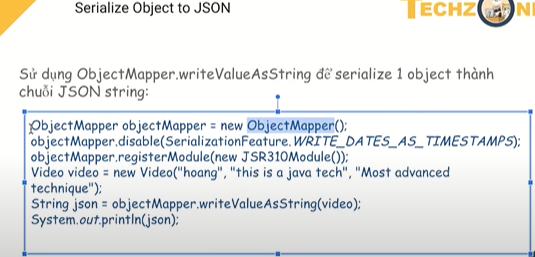 Serialize Object to JSON
TECHZ
Sử dụng ObjectMapper.writeValueAsString để serialize 1 object thành
chuỗi JSON string:
ObjectMapper objectMapper = new ObjectMapper();
objectMapper.disable(SerializationFeature.WRITE_DATES_AS_TIMESTAMPS);
objectMapper.registerModule(new JSR310Module());
Video video = new Video("hoang", "this is a java tech", "Most advanced
technique");
String json = objectMapper.writeValueAsString(video);
System.out.println(json);